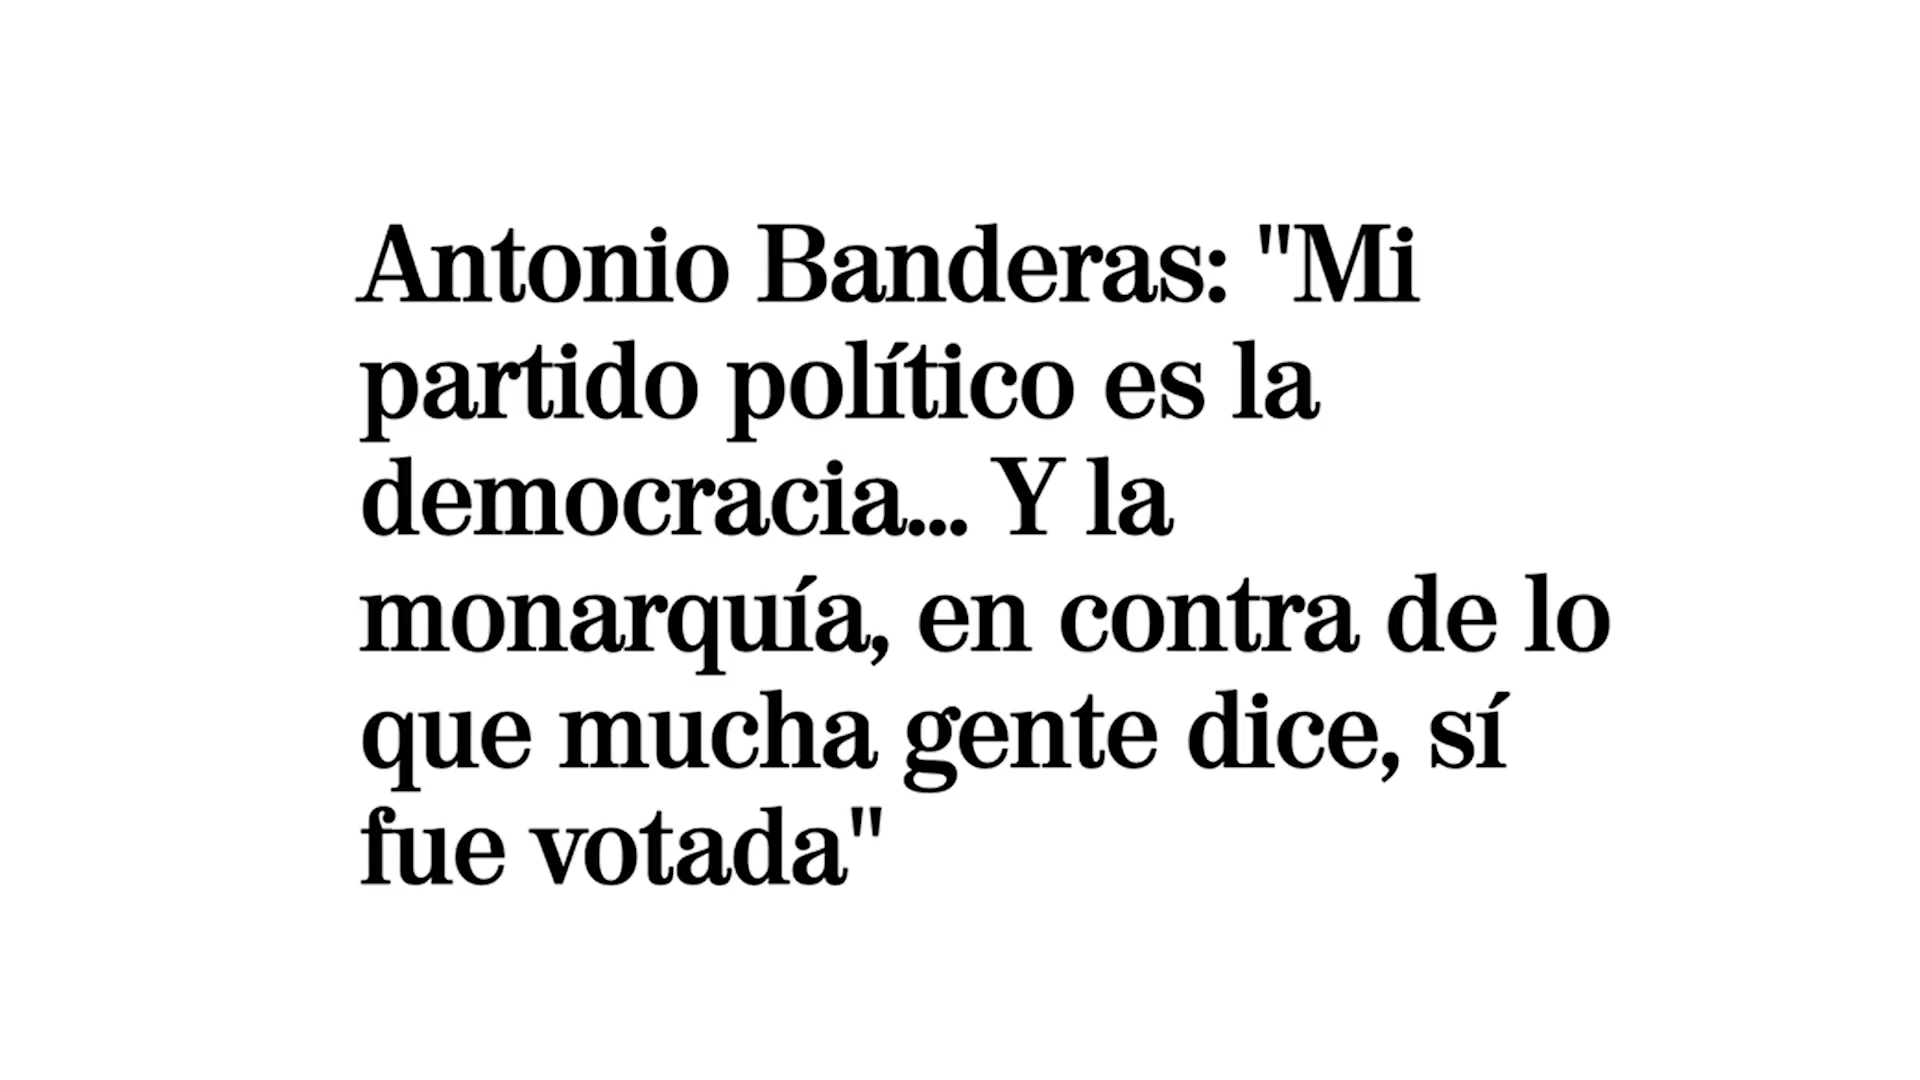 Antonio Banderas: "Mi
partido político es la
democracia... Y la
monarquía, en contra de lo
que mucha gente dice, sí
fue votada"